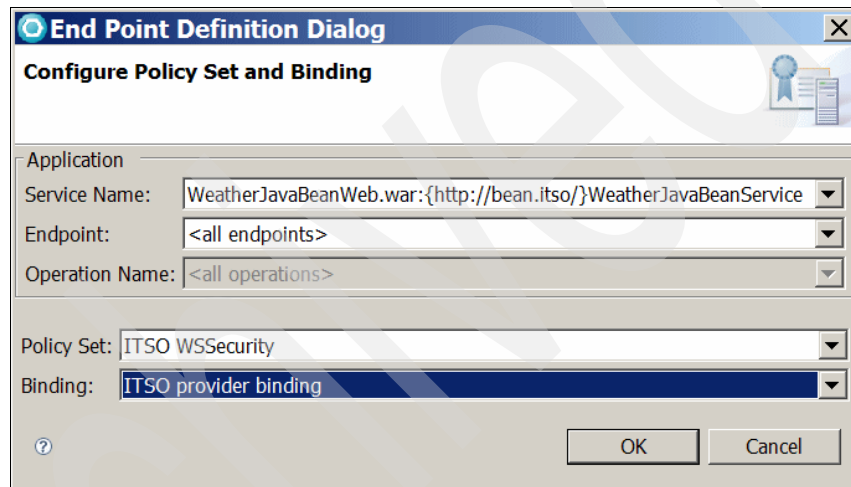 End Point Definition Dialog
Configure Policy Set and Binding
Application
Service Name: WeatherJavaBeanWeb.war:{http://bean.itso/}WeatherJavaBeanService
Endpoint: <all endpoints>
Operation Name: <all operations>
Policy Set: ITSO WSSecurity
Binding: ITSO provider binding
? OK Cancel